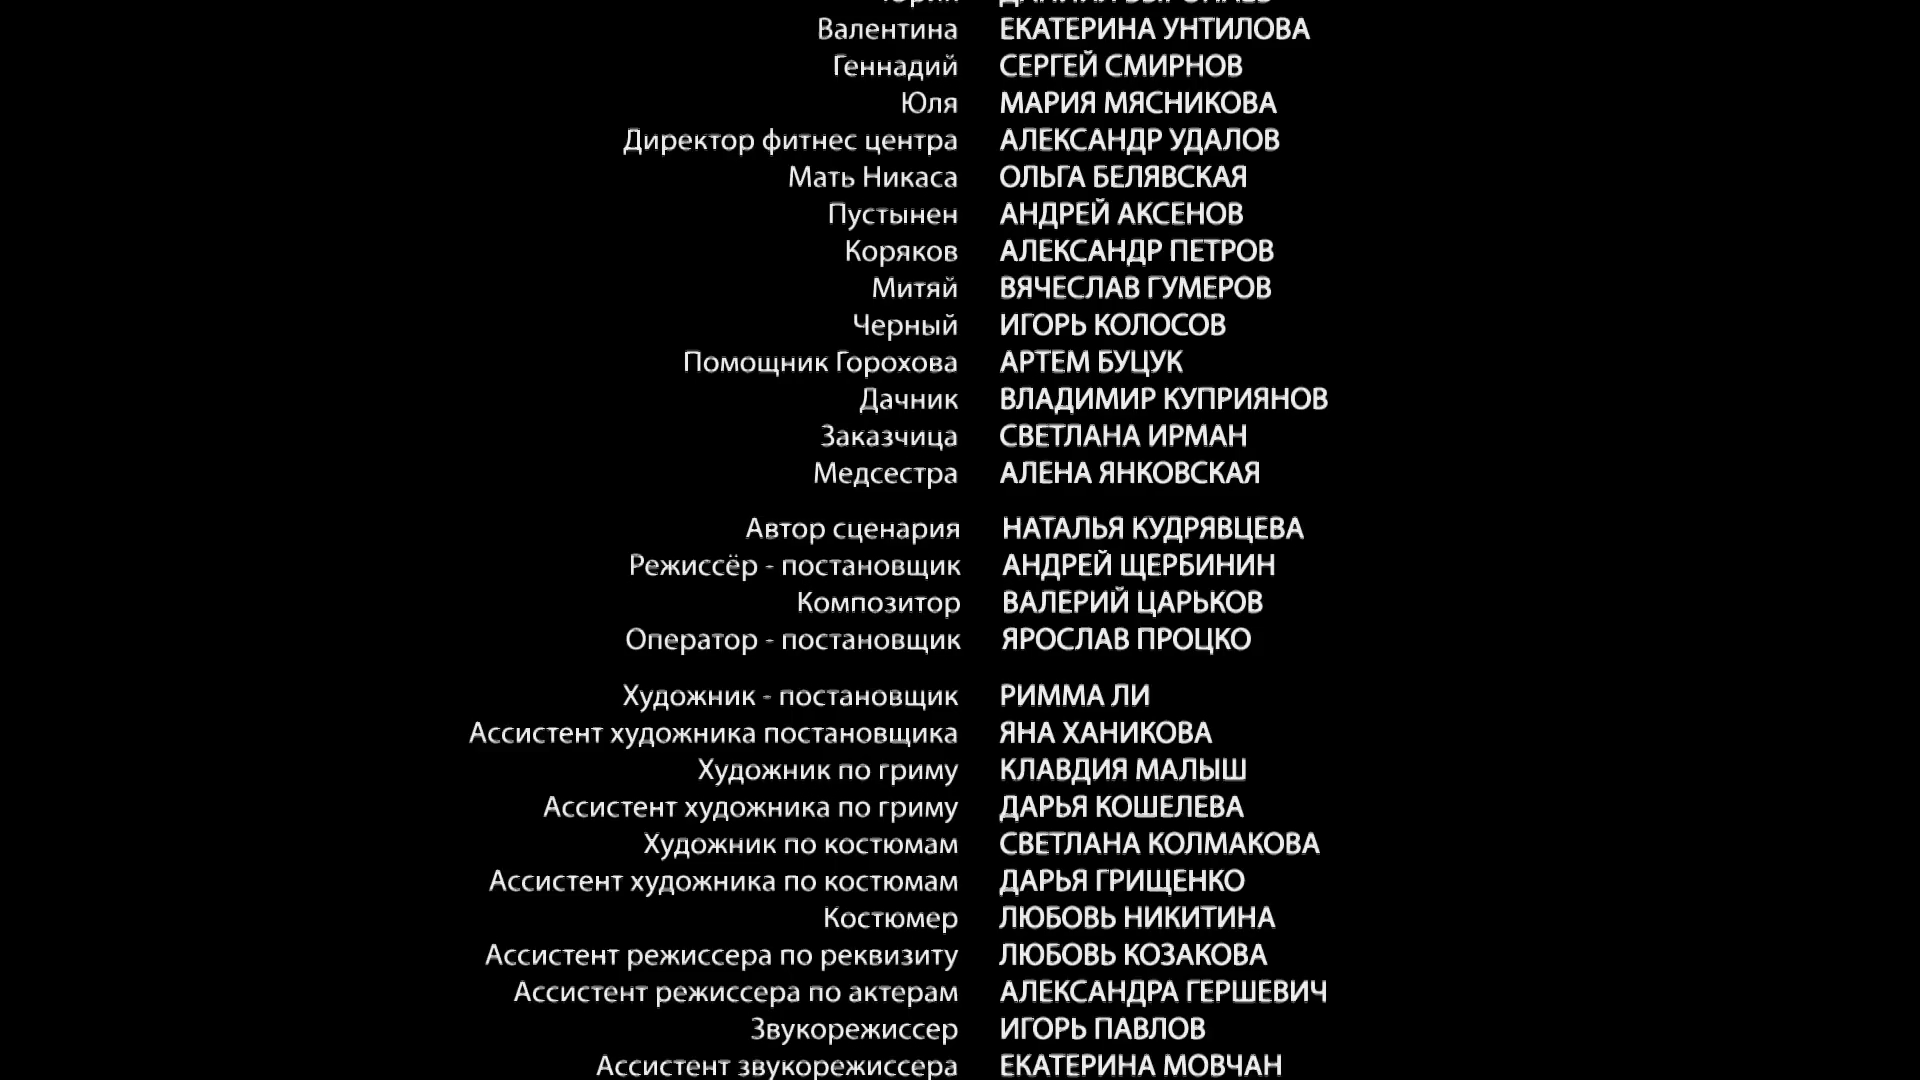 Валентина ЕКАТЕРИНА УНТИЛОВА
Геннадий СЕРГЕЙ СМИРНОВ
Юля МАРИЯ МЯСНИКОВА
Директор фитнес центра АЛЕКСАНДР УДАЛОВ
Мать Никаса ОЛЬГА БЕЛЯВСКАЯ
Пустынен АНДРЕЙ АКСЕНОВ
Коряков АЛЕКСАНДР ПЕТРОВ
Митяй ВЯЧЕСЛАВ ГУМЕРОВ
Черный ИГОРЬ КОЛОСОВ
Помощник Горохова АРТЕМ БУЦУК
Дачник ВЛАДИМИР КУПРИЯНОВ
Заказчица СВЕТЛАНА ИРМАН
Медсестра АЛЕНА ЯНКОВСКАЯ
Автор сценария НАТАЛЬЯ КУДРЯВЦЕВА
Режиссёр - постановщик АНДРЕЙ ЩЕРБИНИН
Композитор ВАЛЕРИЙ ЦАРЬКОВ
Оператор - постановщик ЯРОСЛАВ ПРОЦКО
Художник - постановщик РИММА ЛИ
Ассистент художника постановщика ЯНА ХАНИКОВА
Художник по гриму КЛАВДИЯ МАЛЫШ
Ассистент художника по гриму ДАРЬЯ КОШЕЛЕВА
Художник по костюмам СВЕТЛАНА КОЛМАКОВА
Ассистент художника по костюмам ДАРЬЯ ГРИЩЕНКО
Костюмер ЛЮБОВЬ НИКИТИНА
Ассистент режиссера по реквизиту ЛЮБОВЬ КОЗАКОВА
Ассистент режиссера по актерам АЛЕКСАНДРА ГЕРШЕВИЧ
Звукорежиссер ИГОРЬ ПАВЛОВ
Ассистент звукорежиссера ЕКАТЕРИНА МОВЧАН